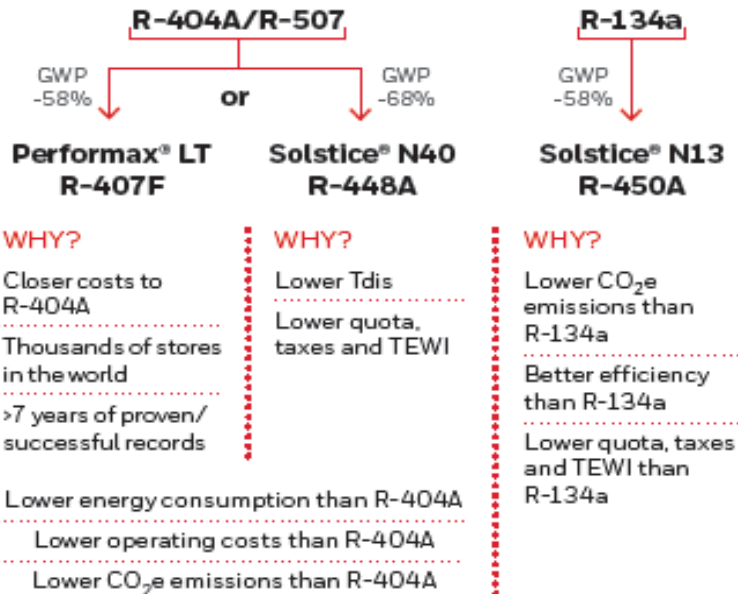 R-404A/R-507
GWP
-58%
or
GWP
-68%
Performax® LT
R-407F
Solstice® N40
R-448A
WHY?
Closer costs to
R-404A
Thousands of stores
in the world
>7 years of proven/
successful records
WHY?
Lower Tdis
Lower quota,
taxes and TEWI
Lower energy consumption than R-404A
Lower operating costs than R-404A
Lower CO₂e emissions than R-404A
R-134a
GWP
-58%
Solstice® N13
R-450A
WHY?
Lower CO₂e
emissions than
R-134a
Better efficiency
than R-134a
Lower quota, taxes
and TEWI than
R-134a